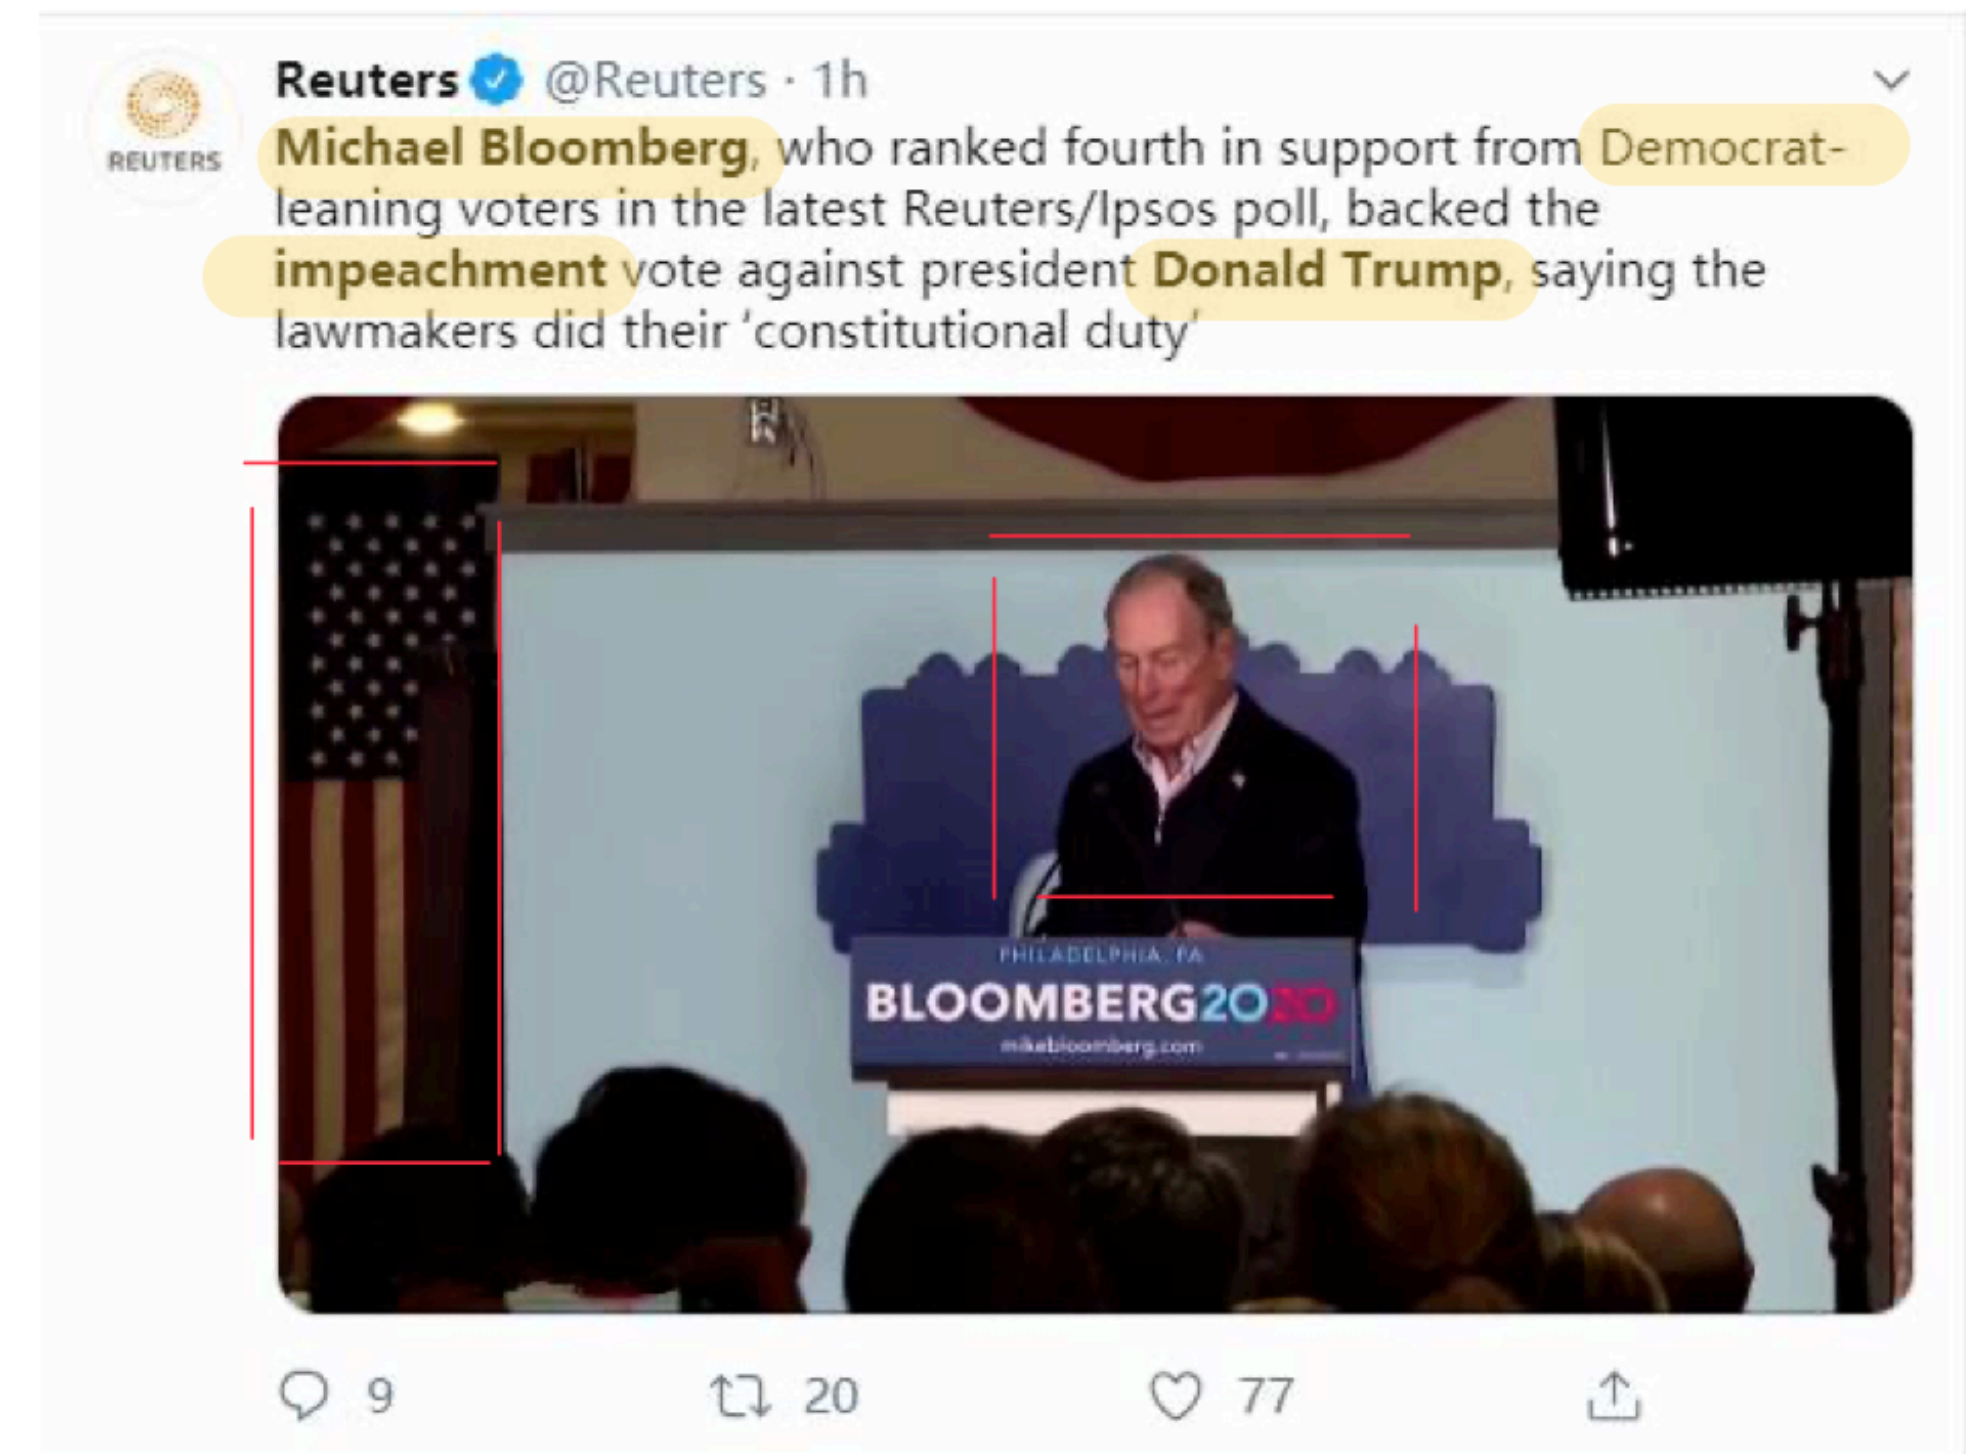 Reuters @Reuters · 1h
REUTERS
Michael Bloomberg, who ranked fourth in support from Democrat-
leaning voters in the latest Reuters/Ipsos poll, backed the
impeachment vote against president Donald Trump, saying the
lawmakers did their ‘constitutional duty’
PHILADELPHIA, PA
BLOOMBERG2020
mikebloomberg.com
9 20 77